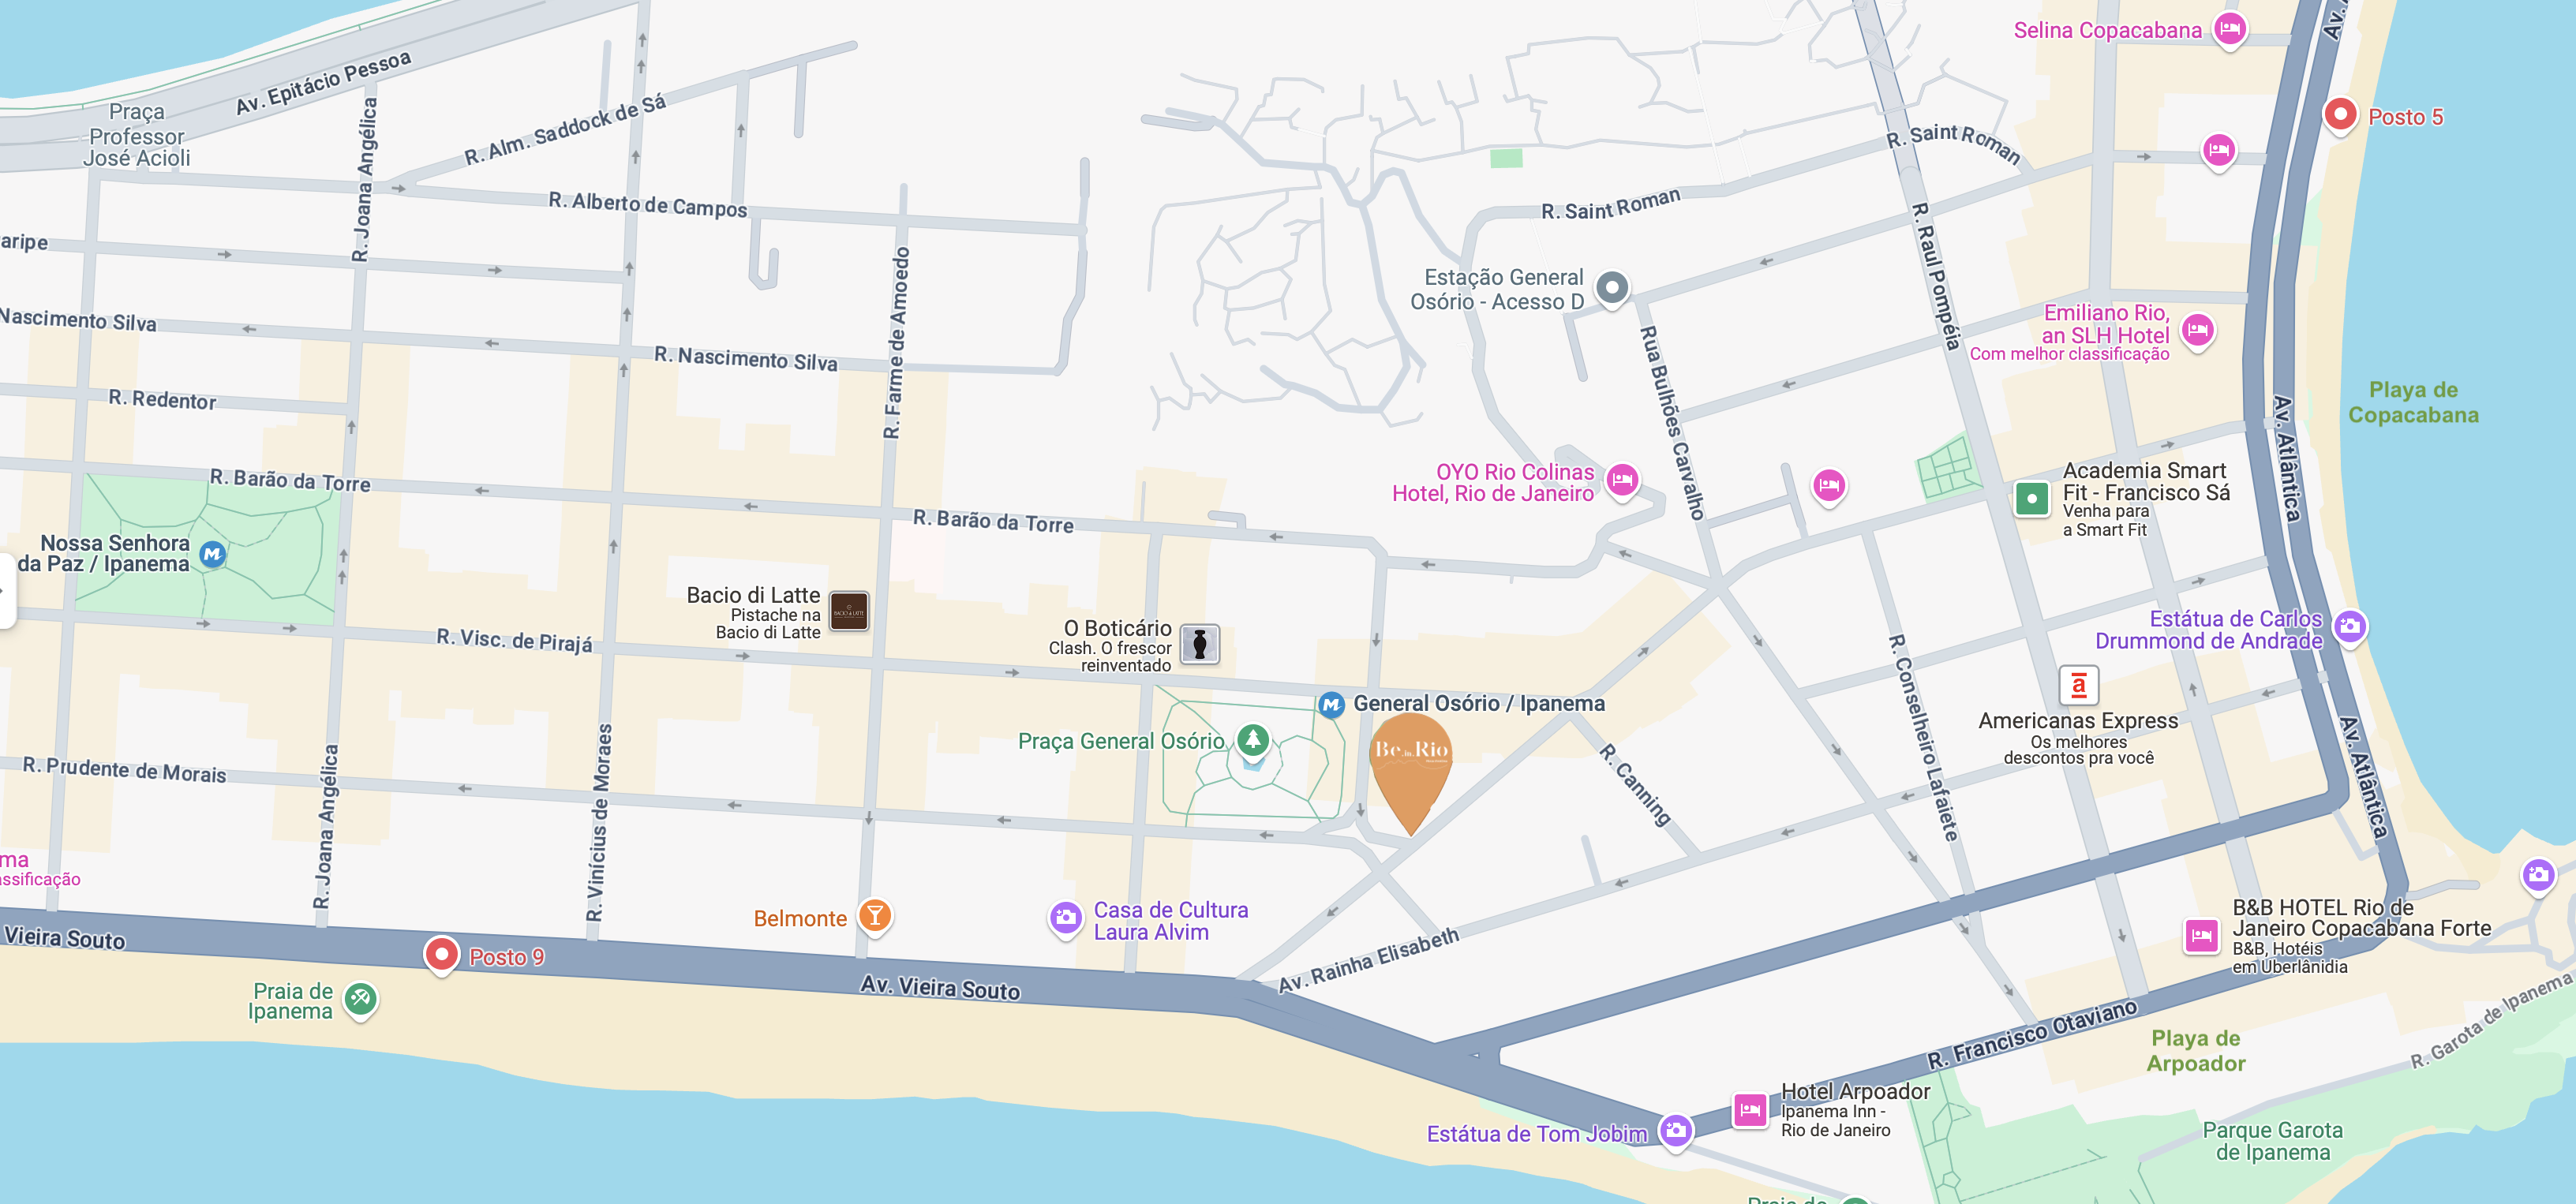 Selina Copacabana
Av. Epitácio Pessoa
Posto 5
Praça
Professor
José Acioli
R. Joana Angélica
R. Alm. Saddock de Sá
R. Saint Roman
R. Alberto de Campos
R. Saint Roman
R. Raul Pompéia
aripe
Estação General
Osório - Acesso D
R. Farme de Amoedo
Nascimento Silva
R. Nascimento Silva
Rua Bulhões Carvalho
Emiliano Rio,
an SLH Hotel
Com melhor classificação
Playa de
Copacabana
Av. Atlântica
R. Redentor
R. Barão da Torre
R. Barão da Torre
OYO Rio Colinas
Hotel, Rio de Janeiro
Academia Smart
Fit - Francisco Sá
Venha para
a Smart Fit
Nossa Senhora
da Paz / Ipanema
Bacio di Latte
Pistache na
Bacio di Latte
BACIO di LATTE
O Boticário
Clash. O frescor
reinventado
R. Visc. de Pirajá
R. Conselheiro Lafaiete
Estátua de Carlos
Drummond de Andrade
General Osório / Ipanema
Praça General Osório
Be in Rio
R. Canning
a
Americanas Express
Os melhores
descontos pra você
Av. Atlântica
R. Prudente de Morais
R. Joana Angélica
R. Vinícius de Moraes
ma
assificação
Vieira Souto
Posto 9
Praia de
Ipanema
Belmonte
Casa de Cultura
Laura Alvim
Av. Vieira Souto
Av. Rainha Elisabeth
B&B HOTEL Rio de
Janeiro Copacabana Forte
B&B, Hotéis
em Uberlânidia
R. Francisco Otaviano
Playa de
Arpoador
R. Garota de Ipanema
Hotel Arpoador
Ipanema Inn -
Rio de Janeiro
Estátua de Tom Jobim
Parque Garota
de Ipanema
Praia de